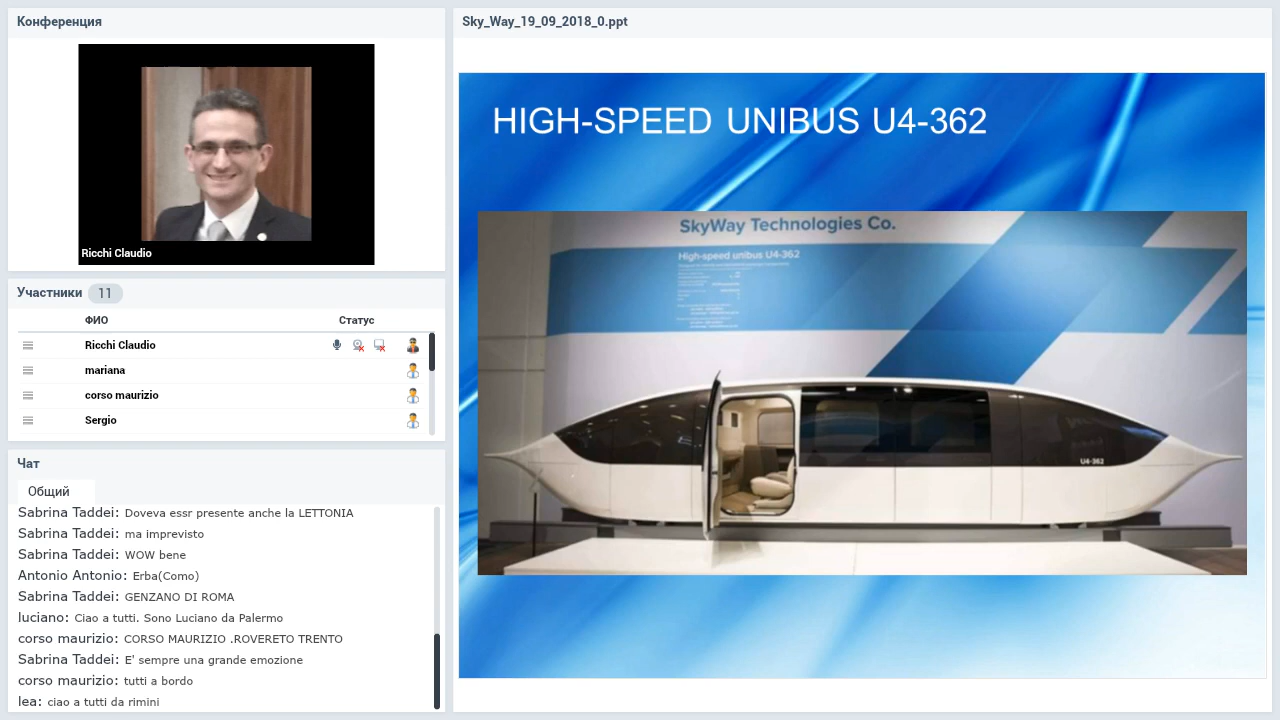 Конференция
Ricchi Claudio
Участники 11
ФИО Статус
Ricchi Claudio
mariana
corso maurizio
Sergio
Чат
Общий
Sabrina Taddei: Doveva essr presente anche la LETTONIA
Sabrina Taddei: ma imprevisto
Sabrina Taddei: WOW bene
Antonio Antonio: Erba(Como)
Sabrina Taddei: GENZANO DI ROMA
luciano: Ciao a tutti. Sono Luciano da Palermo
corso maurizio: CORSO MAURIZIO .ROVERETO TRENTO
Sabrina Taddei: E' sempre una grande emozione
corso maurizio: tutti a bordo
lea: ciao a tutti da rimini
Sky_Way_19_09_2018_0.ppt
HIGH-SPEED UNIBUS U4-362
SkyWay Technologies Co.
High-speed unibus U4-362
U4-362